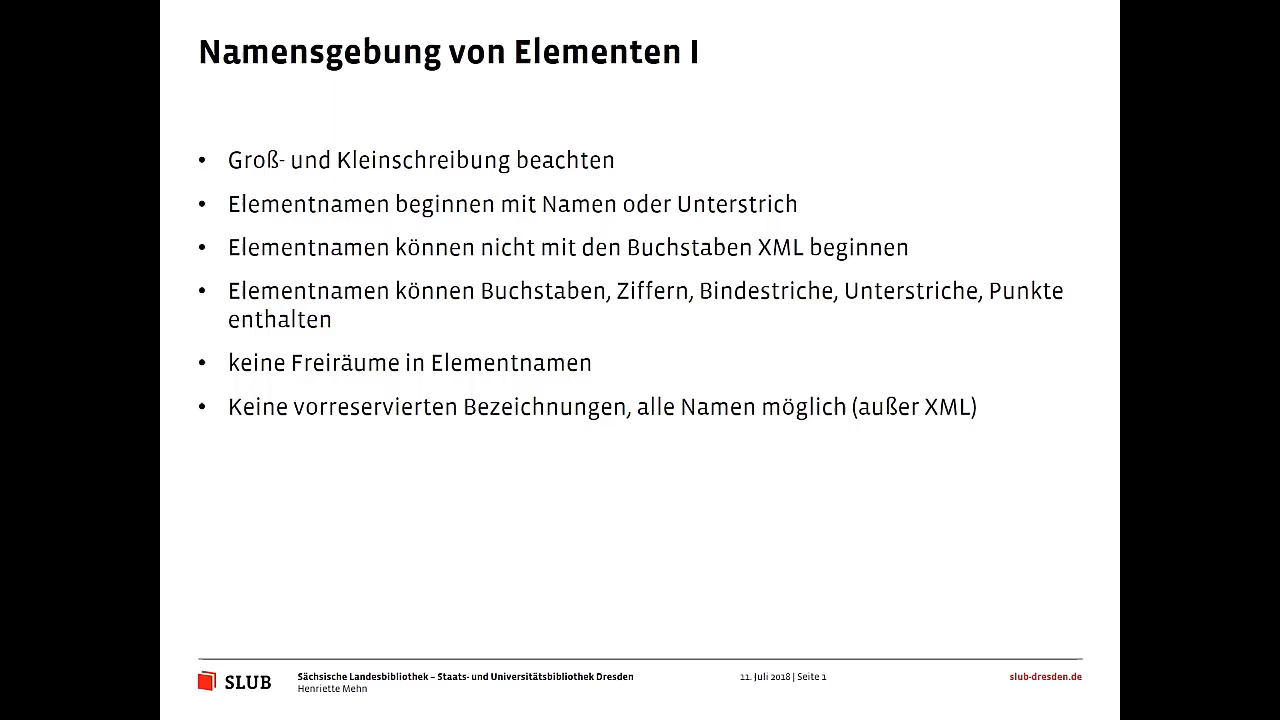 Namensgebung von Elementen I
• Groß- und Kleinschreibung beachten
• Elementnamen beginnen mit Namen oder Unterstrich
• Elementnamen können nicht mit den Buchstaben XML beginnen
• Elementnamen können Buchstaben, Ziffern, Bindestriche, Unterstriche, Punkte
enthalten
• keine Freiräume in Elementnamen
• Keine vorreservierten Bezeichnungen, alle Namen möglich (außer XML)
SLUB
Sächsische Landesbibliothek – Staats- und Universitätsbibliothek Dresden
Henriette Mehn
11. Juli 2018 | Seite 1
slub-dresden.de